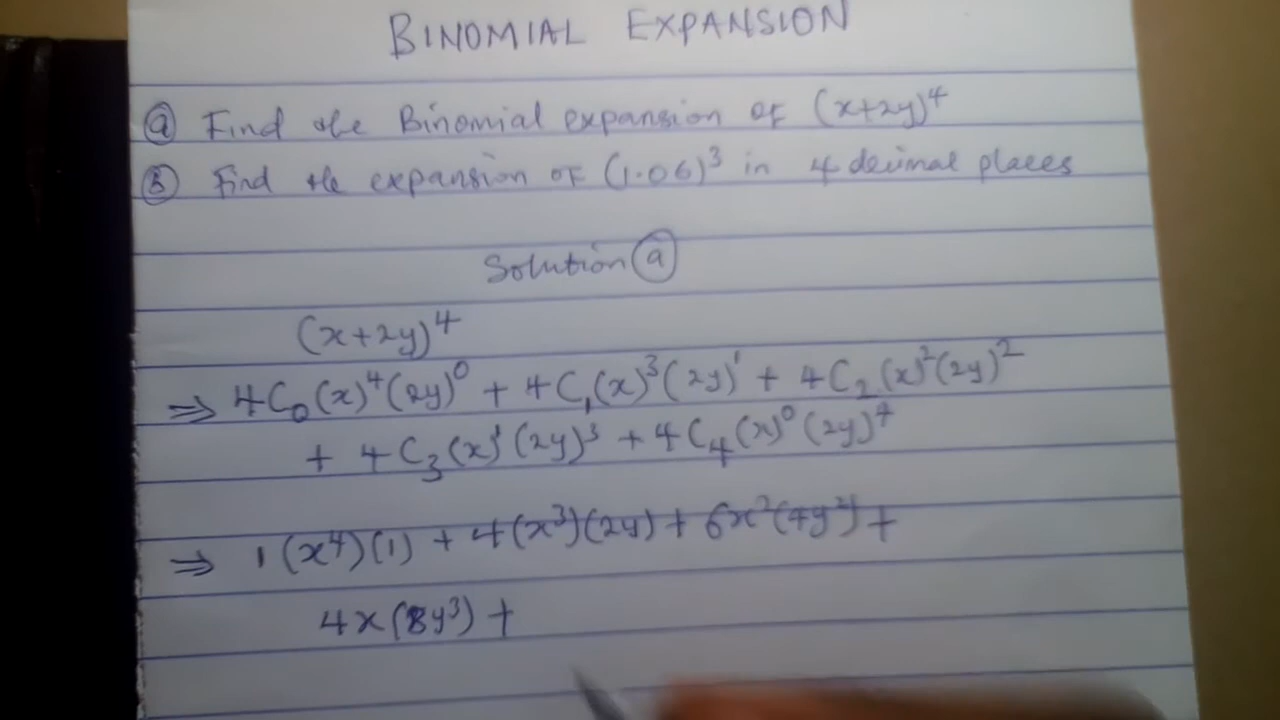 BINOMIAL EXPANSION
ⓐ Find the Binomial expansion of (x+2y)⁴
ⓑ Find the expansion of (1.06)³ in 4 decimal places
Solution ⓐ
(x+2y)⁴
⇒ 4C₀(x)⁴(2y)⁰ + 4C₁(x)³(2y)¹ + 4C₂(x)²(2y)²
+ 4C₃(x)¹(2y)³ + 4C₄(x)⁰(2y)⁴
⇒ 1(x⁴)(1) + 4(x³)(2y) + 6x²(4y²) +
4x(8y³) +